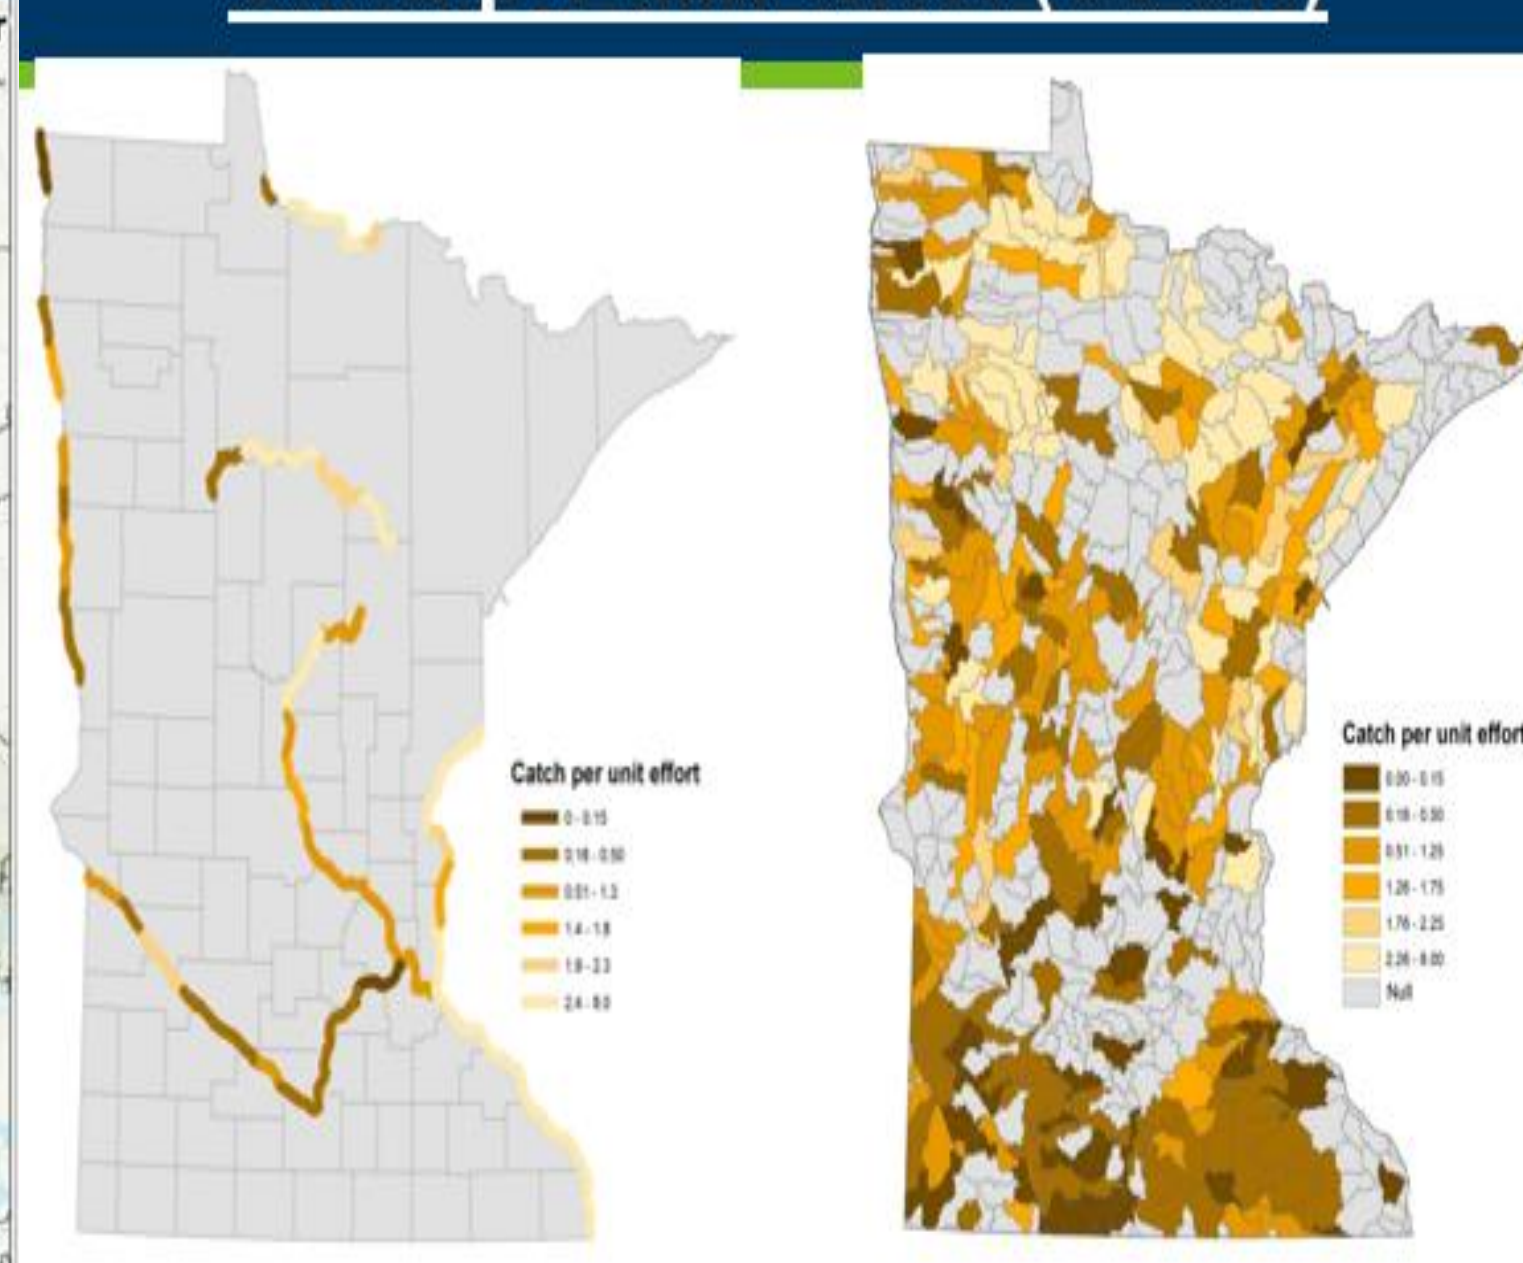 Catch per unit effort
0 - 0.15
0.16 - 0.50
0.51 - 1.3
1.4 - 1.8
1.9 - 2.3
2.4 - 9.0
Catch per unit effort
0.00 - 0.15
0.16 - 0.50
0.51 - 1.25
1.26 - 1.75
1.76 - 2.25
2.26 - 8.00
Null